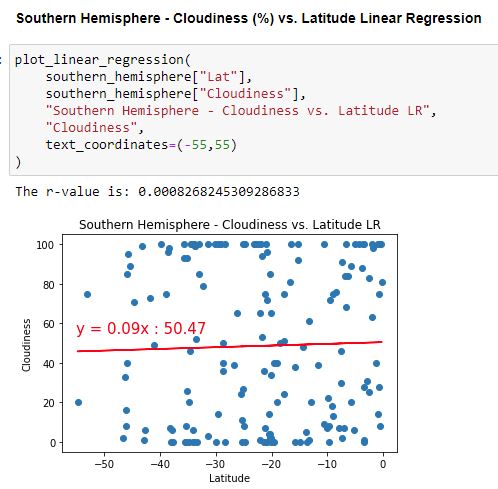 Southern Hemisphere - Cloudiness (%) vs. Latitude Linear Regression
:
plot_linear_regression(
southern_hemisphere["Lat"],
southern_hemisphere["Cloudiness"],
"Southern Hemisphere - Cloudiness vs. Latitude LR",
"Cloudiness",
text_coordinates=(-55,55)
)
The r-value is: 0.0008268245309286833
Southern Hemisphere - Cloudiness vs. Latitude LR
100
80
60
40
20
0
Cloudiness
y = 0.09x : 50.47
−50
−40
−30
−20
−10
0
Latitude